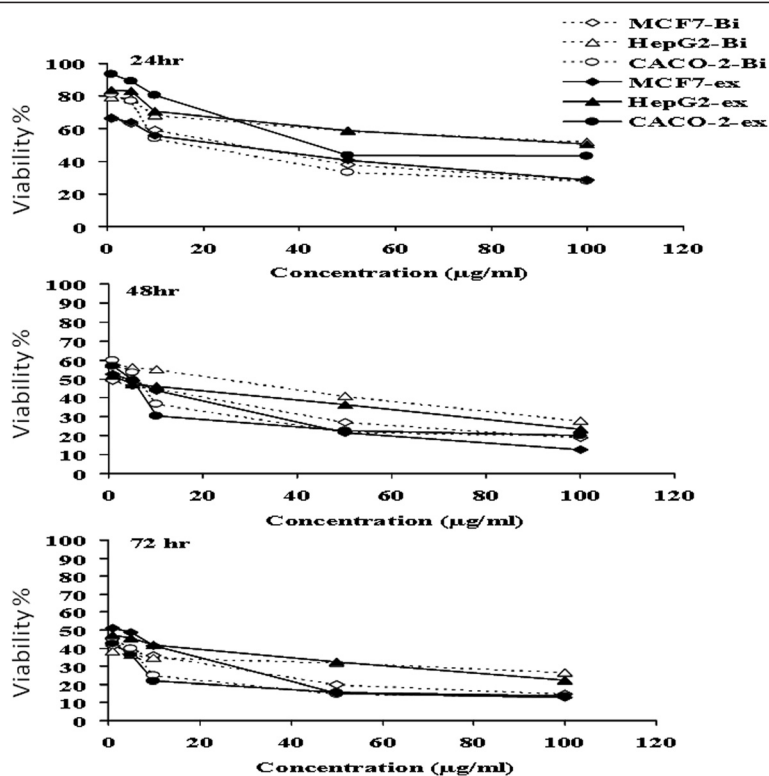 MCF7-Bi
HepG2-Bi
CACO-2-Bi
MCF7-ex
HepG2-ex
CACO-2-ex
24hr
Viability%
100
80
60
40
20
0
0 20 40 60 80 100 120
Concentration (µg/ml)
48hr
Viability%
100
90
80
70
60
50
40
30
20
10
0
0 20 40 60 80 100 120
Concentration (µg/ml)
72 hr
Viability%
100
90
80
70
60
50
40
30
20
10
0
0 20 40 60 80 100 120
Concentration (µg/ml)